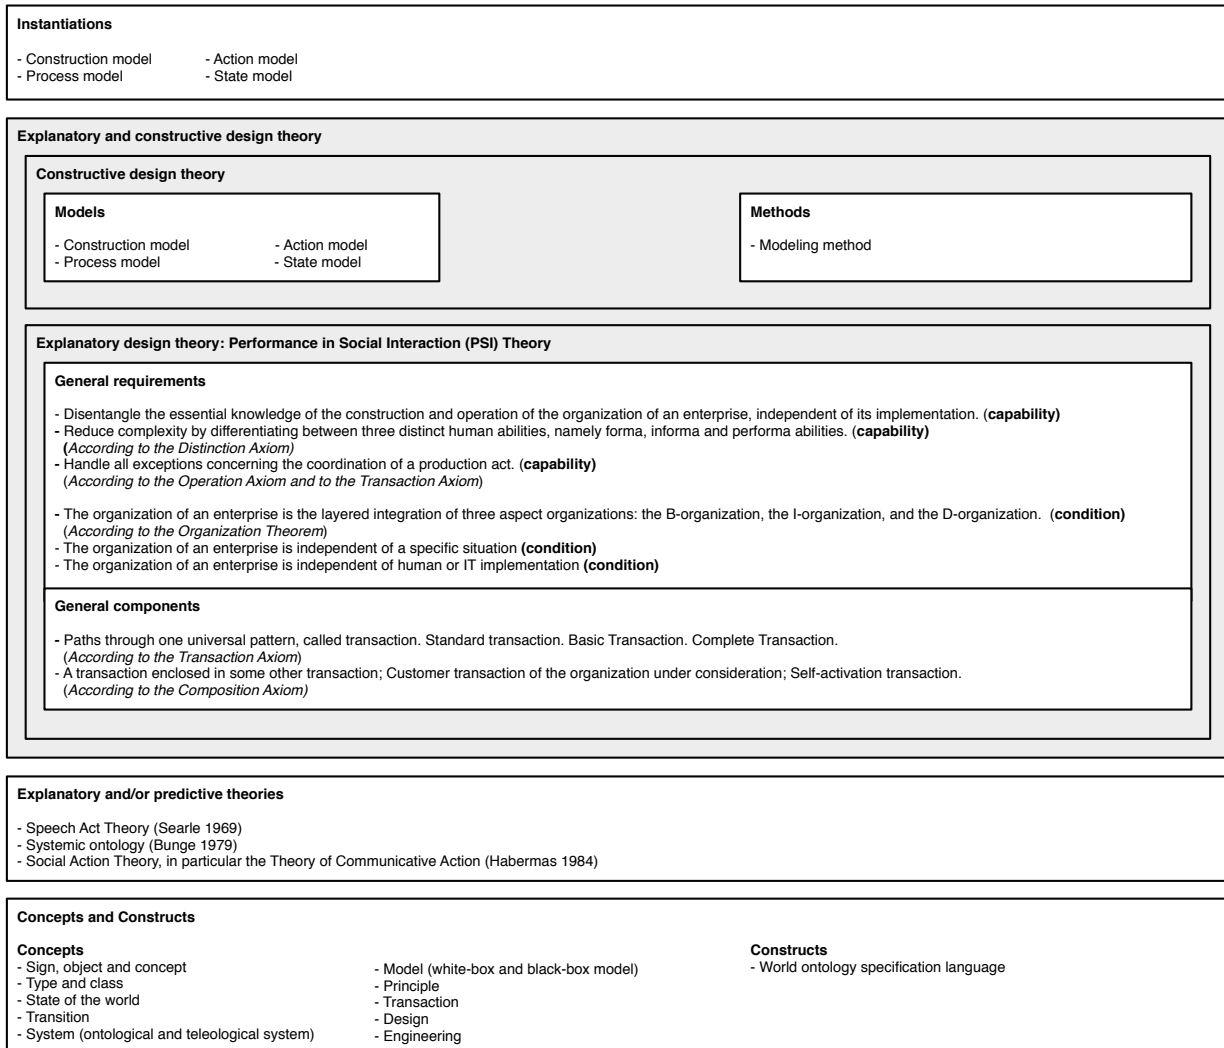 Instantiations
- Construction model - Action model
- Process model - State model
Explanatory and constructive design theory
Constructive design theory
Models
- Construction model - Action model
- Process model - State model
Methods
- Modeling method
Explanatory design theory: Performance in Social Interaction (PSI) Theory
General requirements
- Disentangle the essential knowledge of the construction and operation of the organization of an enterprise, independent of its implementation. (capability)
- Reduce complexity by differentiating between three distinct human abilities, namely forma, informa and performa abilities. (capability)
(According to the Distinction Axiom)
- Handle all exceptions concerning the coordination of a production act. (capability)
(According to the Operation Axiom and to the Transaction Axiom)
- The organization of an enterprise is the layered integration of three aspect organizations: the B-organization, the I-organization, and the D-organization. (condition)
(According to the Organization Theorem)
- The organization of an enterprise is independent of a specific situation (condition)
- The organization of an enterprise is independent of human or IT implementation (condition)
General components
- Paths through one universal pattern, called transaction. Standard transaction. Basic Transaction. Complete Transaction.
(According to the Transaction Axiom)
- A transaction enclosed in some other transaction; Customer transaction of the organization under consideration; Self-activation transaction.
(According to the Composition Axiom)
Explanatory and/or predictive theories
- Speech Act Theory (Searle 1969)
- Systemic ontology (Bunge 1979)
- Social Action Theory, in particular the Theory of Communicative Action (Habermas 1984)
Concepts and Constructs
Concepts
- Sign, object and concept
- Type and class
- State of the world
- Transition
- System (ontological and teleological system)
- Model (white-box and black-box model)
- Principle
- Transaction
- Design
- Engineering
Constructs
- World ontology specification language